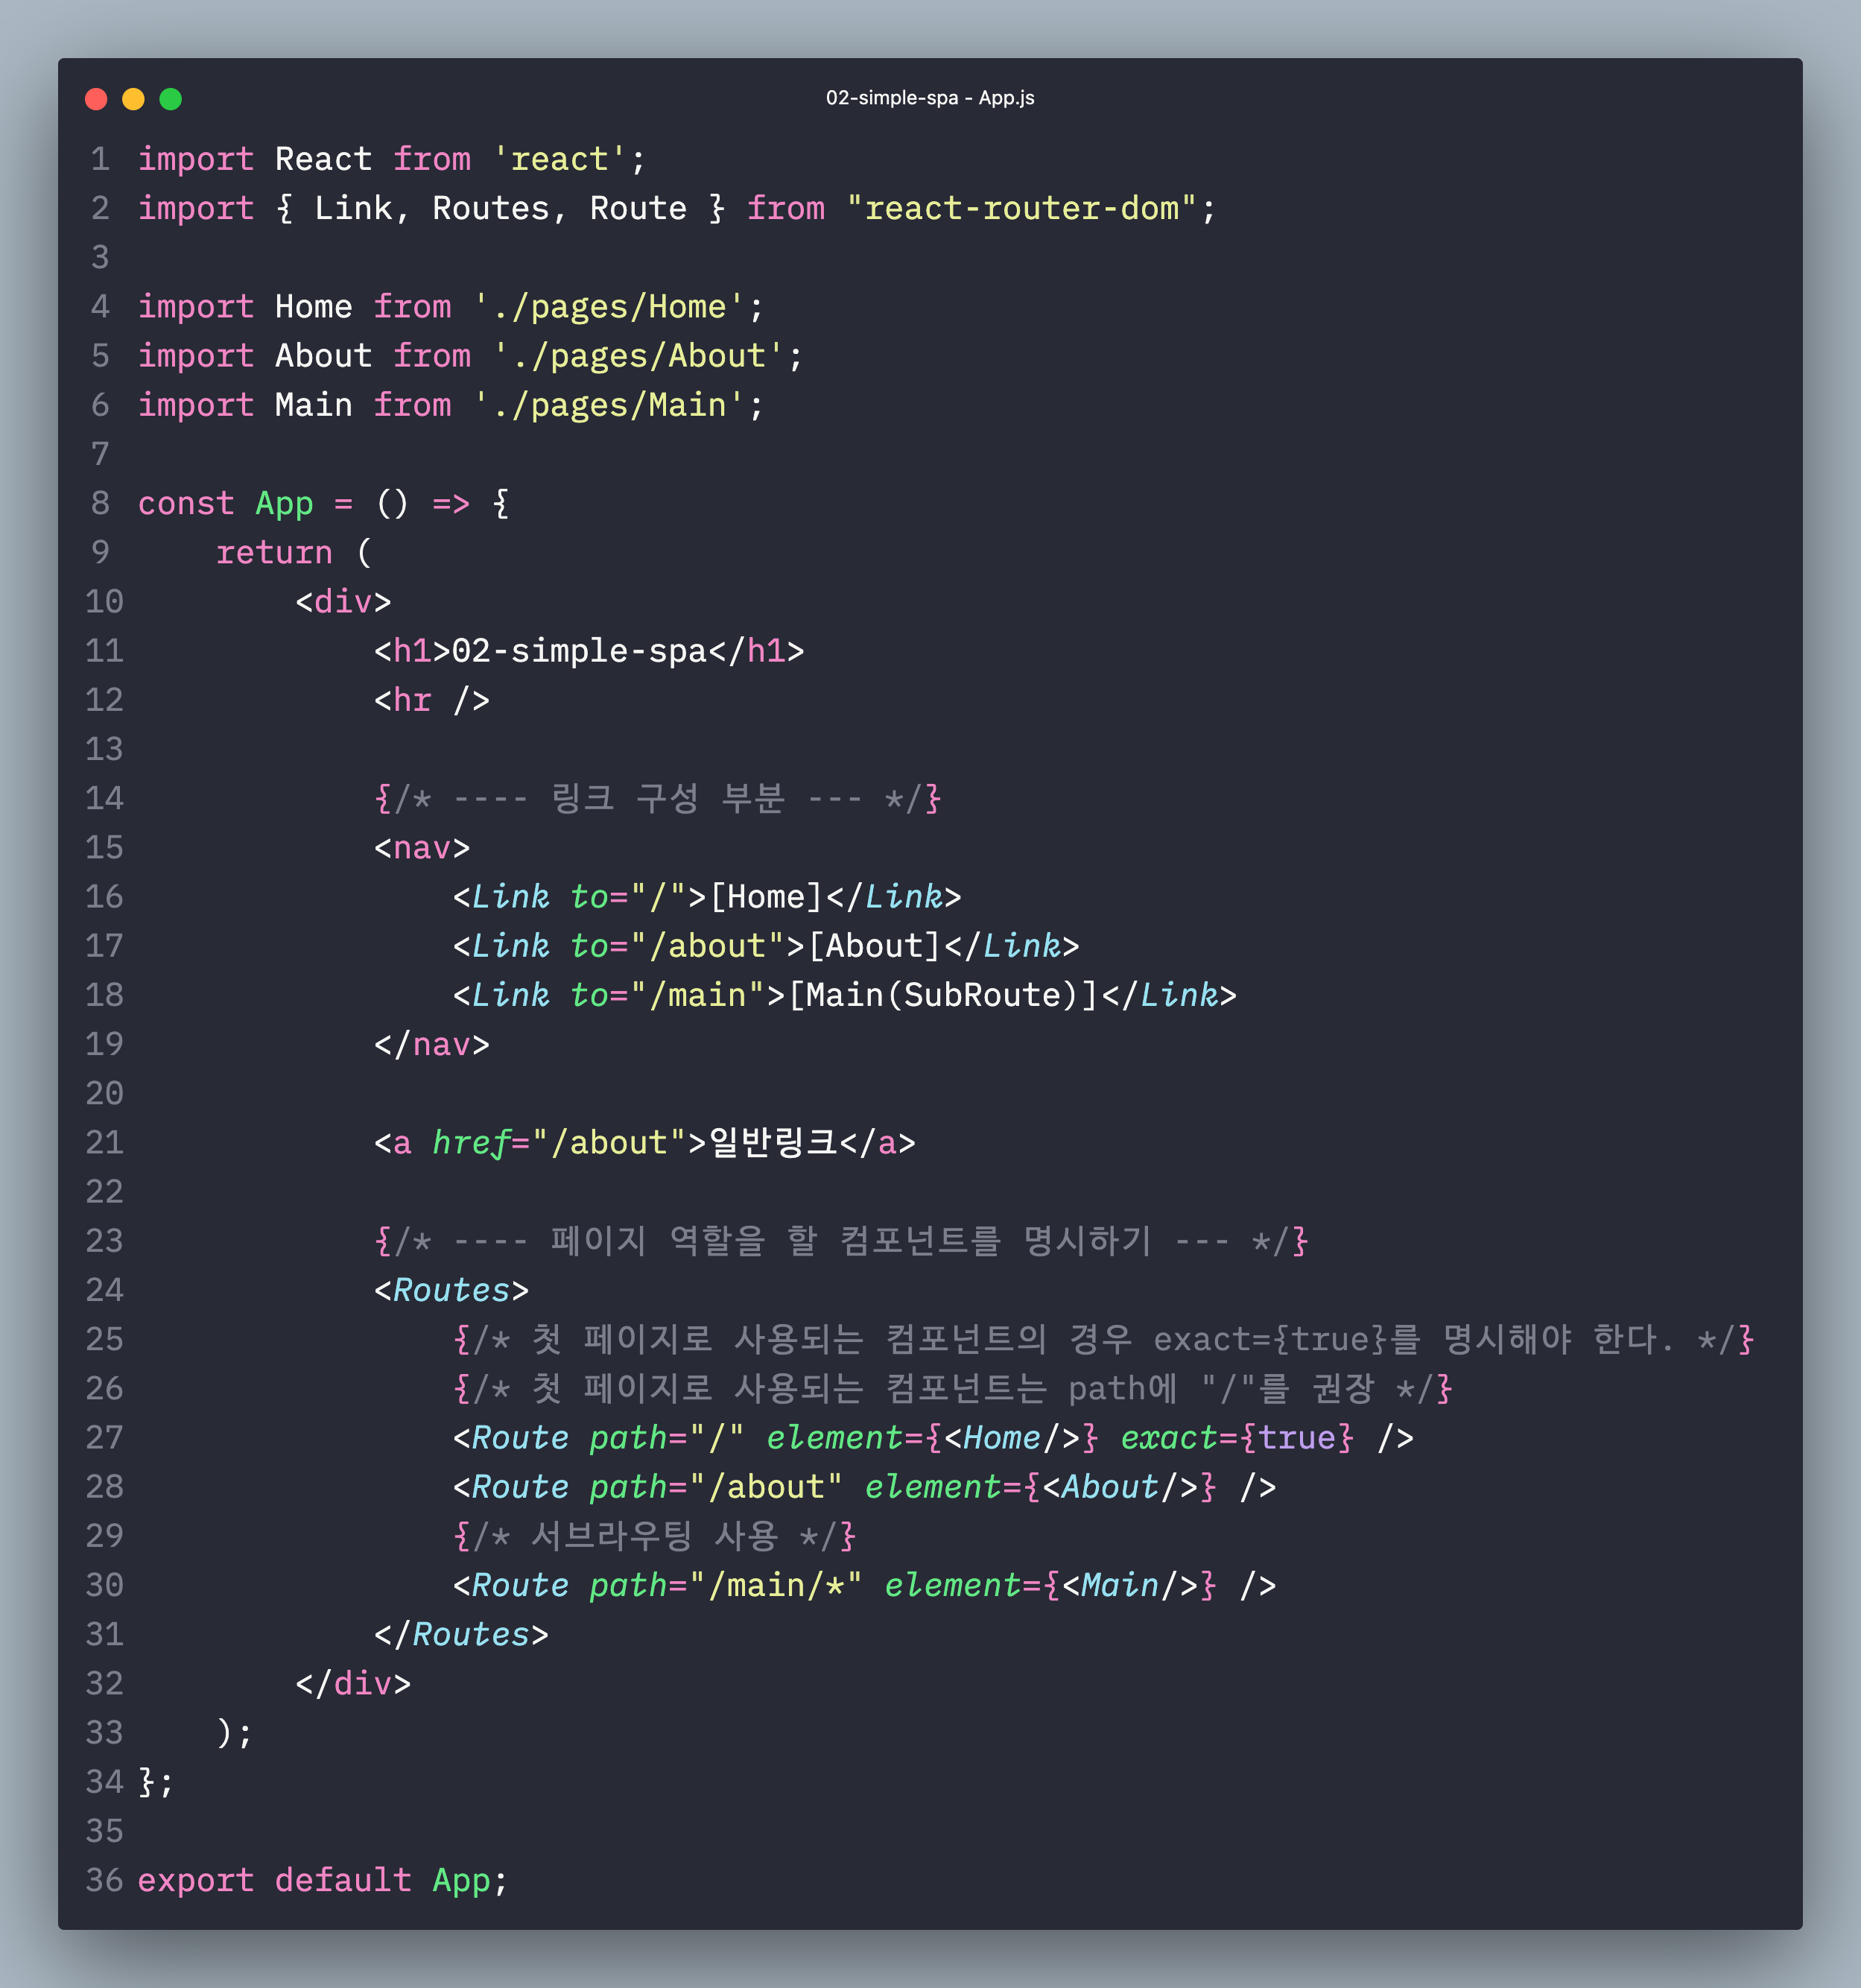 02-simple-spa - App.js
1 import React from 'react';
2 import { Link, Routes, Route } from "react-router-dom";
3
4 import Home from './pages/Home';
5 import About from './pages/About';
6 import Main from './pages/Main';
7
8 const App = () => {
9     return (
10         <div>
11             <h1>02-simple-spa</h1>
12             <hr />
13
14             {/* ---- 링크 구성 부분 --- */}
15             <nav>
16                 <Link to="/">[Home]</Link>
17                 <Link to="/about">[About]</Link>
18                 <Link to="/main">[Main(SubRoute)]</Link>
19             </nav>
20
21             <a href="/about">일반링크</a>
22
23             {/* ---- 페이지 역할을 할 컴포넌트를 명시하기 --- */}
24             <Routes>
25                 {/* 첫 페이지로 사용되는 컴포넌트의 경우 exact={true}를 명시해야 한다. */}
26                 {/* 첫 페이지로 사용되는 컴포넌트는 path에 "/"를 권장 */}
27                 <Route path="/" element={<Home/>} exact={true} />
28                 <Route path="/about" element={<About/>} />
29                 {/* 서브라우팅 사용 */}
30                 <Route path="/main/*" element={<Main/>} />
31             </Routes>
32         </div>
33     );
34 };
35
36 export default App;